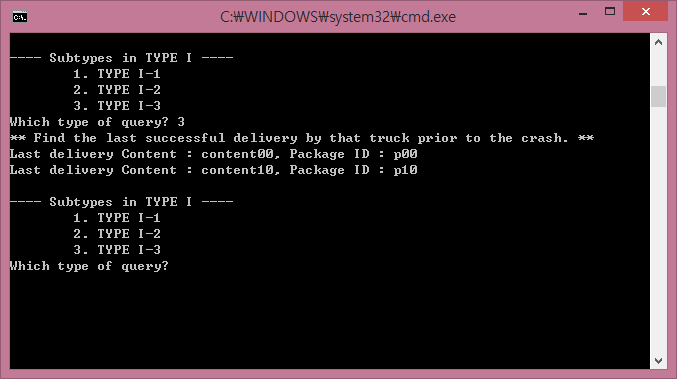 C:₩WINDOWS₩system32₩cmd.exe
---- Subtypes in TYPE I ----
1. TYPE I-1
2. TYPE I-2
3. TYPE I-3
Which type of query? 3
** Find the last successful delivery by that truck prior to the crash. **
Last delivery Content : content00, Package ID : p00
Last delivery Content : content10, Package ID : p10
---- Subtypes in TYPE I ----
1. TYPE I-1
2. TYPE I-2
3. TYPE I-3
Which type of query?